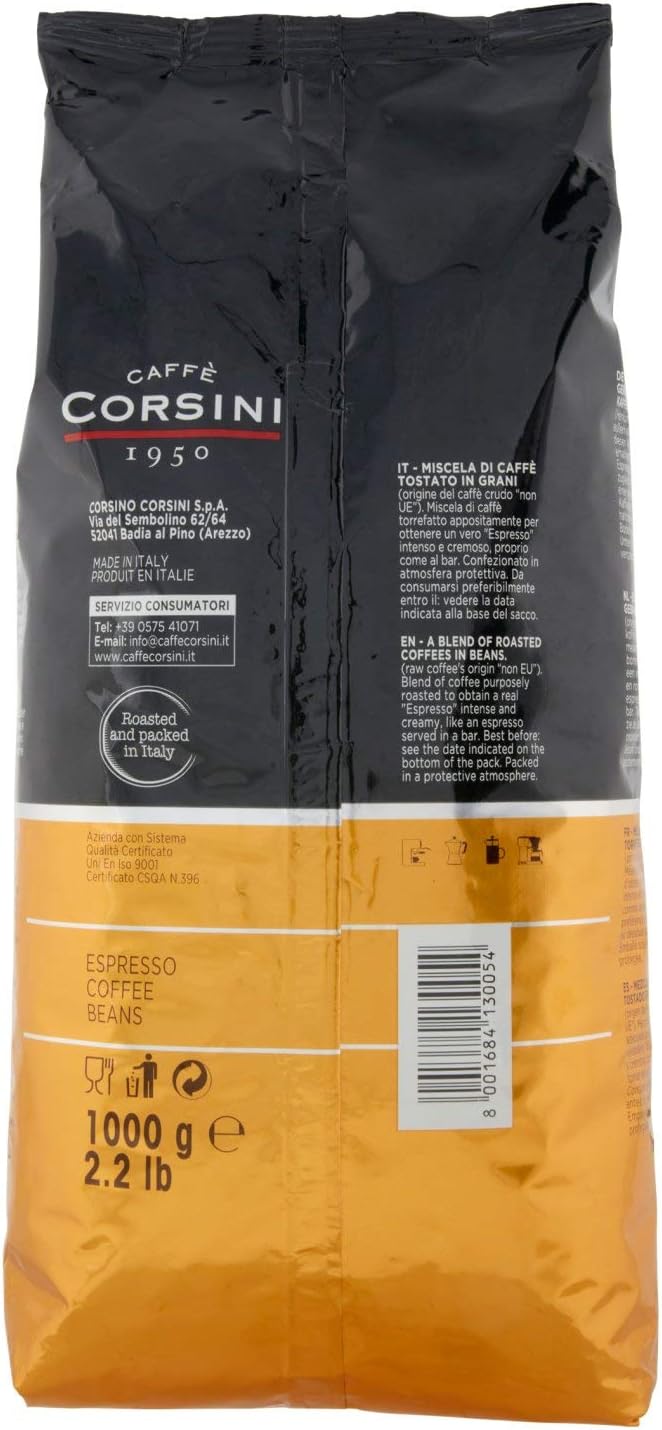 CAFFÈ
CORSINI
1950
CORSINO CORSINI S.p.A.
Via del Sembolino 62/64
52041 Badia al Pino (Arezzo)
MADE IN ITALY
PRODUIT EN ITALIE
SERVIZIO CONSUMATORI
Tel: +39 0575 41071
E-mail: info@caffecorsini.it
www.caffecorsini.it
Roasted
and packed
in Italy
IT - MISCELA DI CAFFÈ
TOSTATO IN GRANI
(origine del caffè crudo "non
UE"). Miscela di caffè
torrefatto appositamente per
ottenere un vero "Espresso"
intenso e cremoso, proprio
come al bar. Confezionato in
atmosfera protettiva. Da
consumarsi preferibilmente
entro il: vedere la data
indicata alla base del sacco.
EN - A BLEND OF ROASTED
COFFEES IN BEANS.
(raw coffee's origin "non EU").
Blend of coffee purposely
roasted to obtain a real
"Espresso" intense and
creamy, like an espresso
served in a bar. Best before:
see the date indicated on the
bottom of the pack. Packed
in a protective atmosphere.
Azienda con Sistema
Qualità Certificato
Uni En Iso 9001
Certificato CSQA N.396
ESPRESSO
COFFEE
BEANS
1000 g e
2.2 lb
8 001684 130054